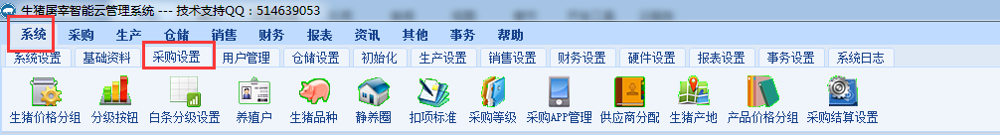 生猪屠宰智能云管理系统 --- 技术支持QQ：514639053
系统 采购 生产 仓储 销售 财务 报表 资讯 其他 事务 帮助
系统设置 基础资料 采购设置 用户管理 仓储设置 初始化 生产设置 销售设置 财务设置 硬件设置 报表设置 事务设置 系统日志
生猪价格分组 分级按钮 白条分级设置 养殖户 生猪品种 静养圈 扣项标准 采购等级 采购APP管理 供应商分配 生猪产地 产品价格分组 采购结算设置